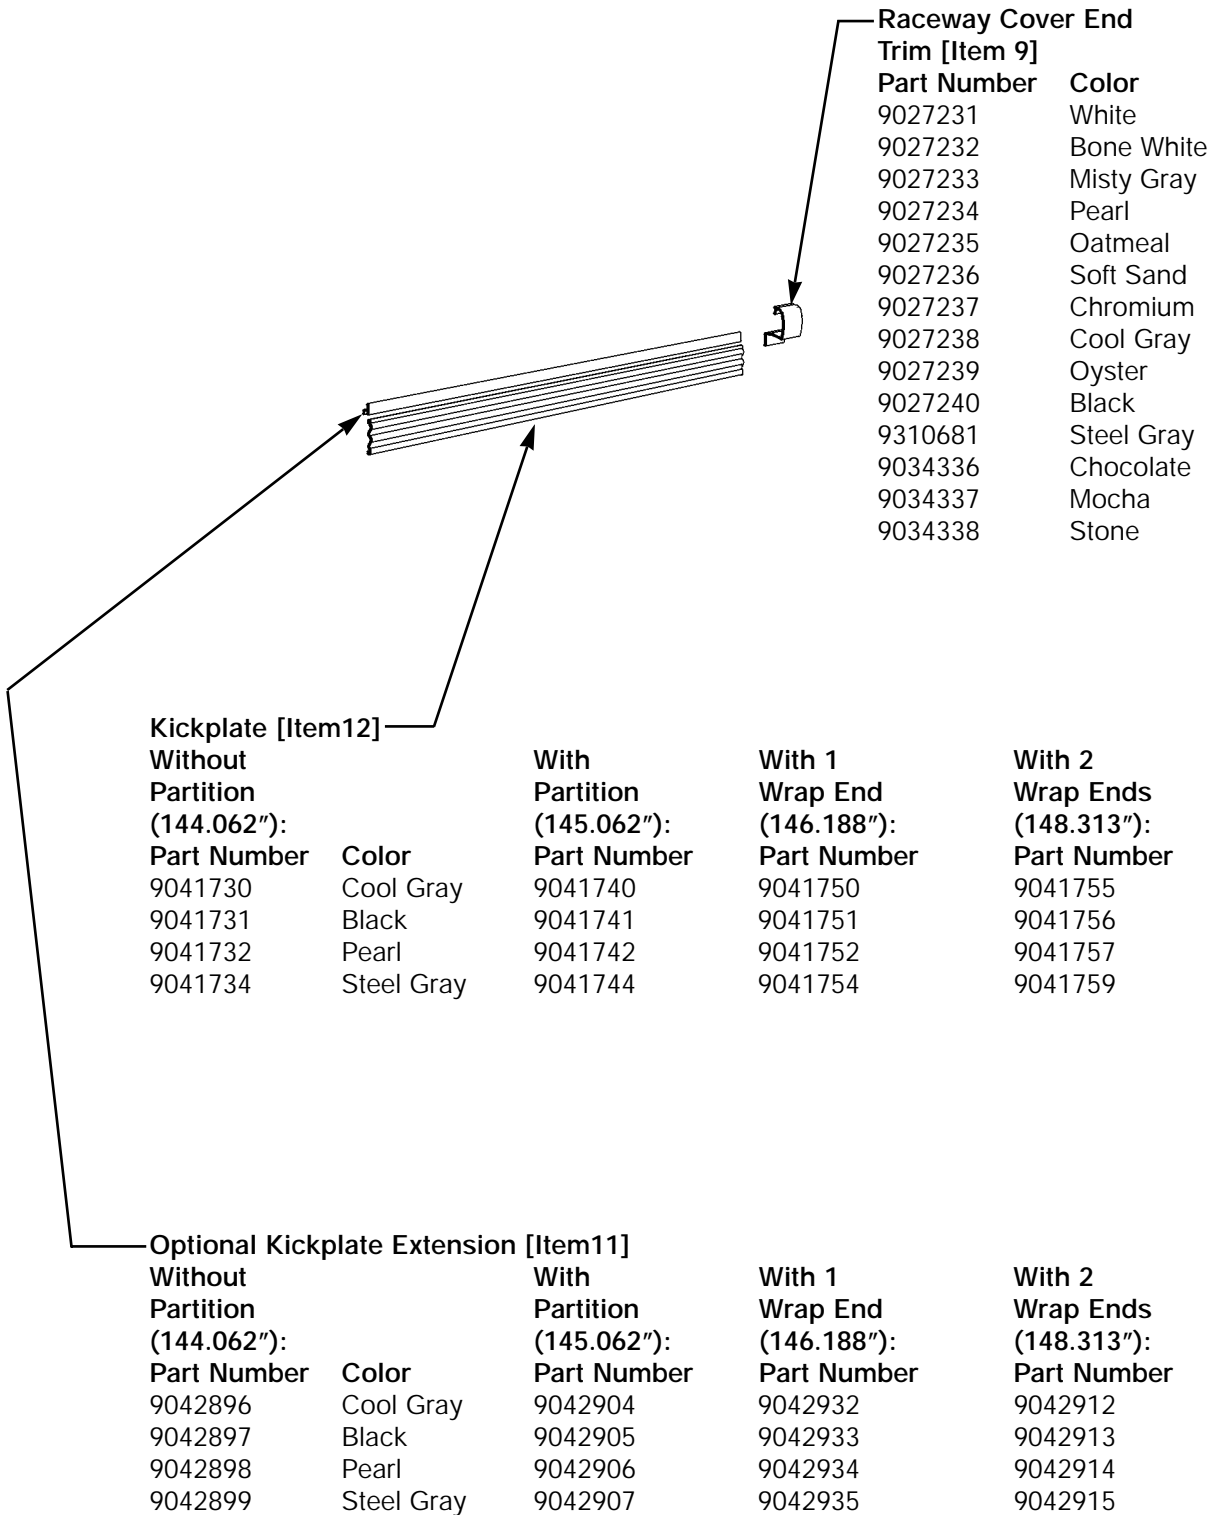 Raceway Cover End
Trim [Item 9]
Part Number Color
9027231 White
9027232 Bone White
9027233 Misty Gray
9027234 Pearl
9027235 Oatmeal
9027236 Soft Sand
9027237 Chromium
9027238 Cool Gray
9027239 Oyster
9027240 Black
9310681 Steel Gray
9034336 Chocolate
9034337 Mocha
9034338 Stone
Kickplate [Item12]
Without With With 1 With 2
Partition Partition Wrap End Wrap Ends
(144.062″): (145.062″): (146.188″): (148.313″):
Part Number Color Part Number Part Number Part Number
9041730 Cool Gray 9041740 9041750 9041755
9041731 Black 9041741 9041751 9041756
9041732 Pearl 9041742 9041752 9041757
9041734 Steel Gray 9041744 9041754 9041759
Optional Kickplate Extension [Item11]
Without With With 1 With 2
Partition Partition Wrap End Wrap Ends
(144.062″): (145.062″): (146.188″): (148.313″):
Part Number Color Part Number Part Number Part Number
9042896 Cool Gray 9042904 9042932 9042912
9042897 Black 9042905 9042933 9042913
9042898 Pearl 9042906 9042934 9042914
9042899 Steel Gray 9042907 9042935 9042915